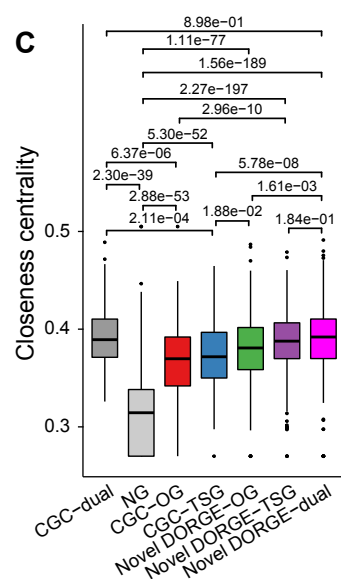 C
8.98e−01
1.11e−77
1.56e−189
2.27e−197
2.96e−10
5.30e−52
6.37e−06
5.78e−08
2.30e−39
1.61e−03
2.88e−53
1.88e−02
1.84e−01
2.11e−04
Closeness centrality
0.5
0.4
0.3
CGC−dual
NG
CGC−OG
CGC−TSG
Novel DORGE−OG
Novel DORGE−TSG
Novel DORGE−dual